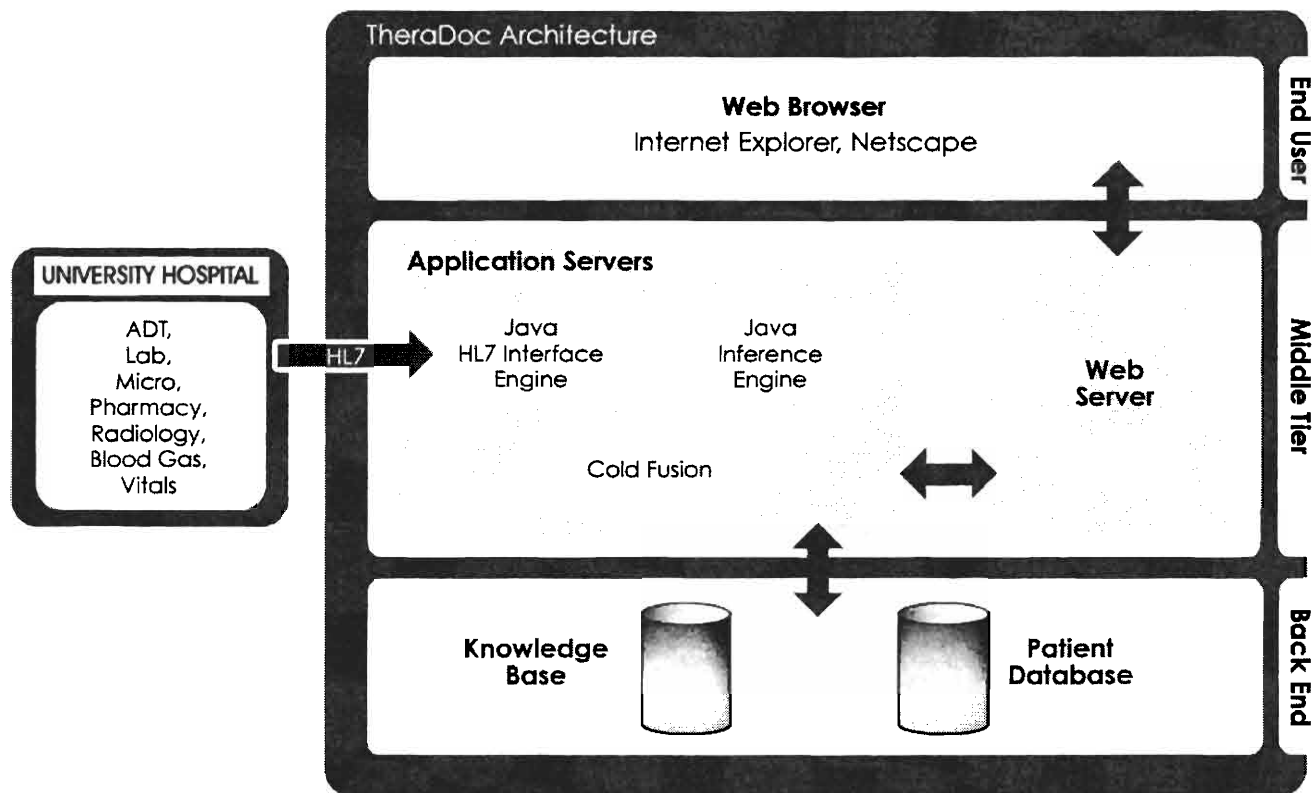 TheraDoc Architecture
Web Browser
Internet Explorer, Netscape
End User
UNIVERSITY HOSPITAL
ADT,
Lab,
Micro,
Pharmacy,
Radiology,
Blood Gas,
Vitals
HL7
Application Servers
Java
HL7 Interface
Engine
Java
Inference
Engine
Cold Fusion
Web
Server
Middle Tier
Knowledge
Base
Patient
Database
Back End